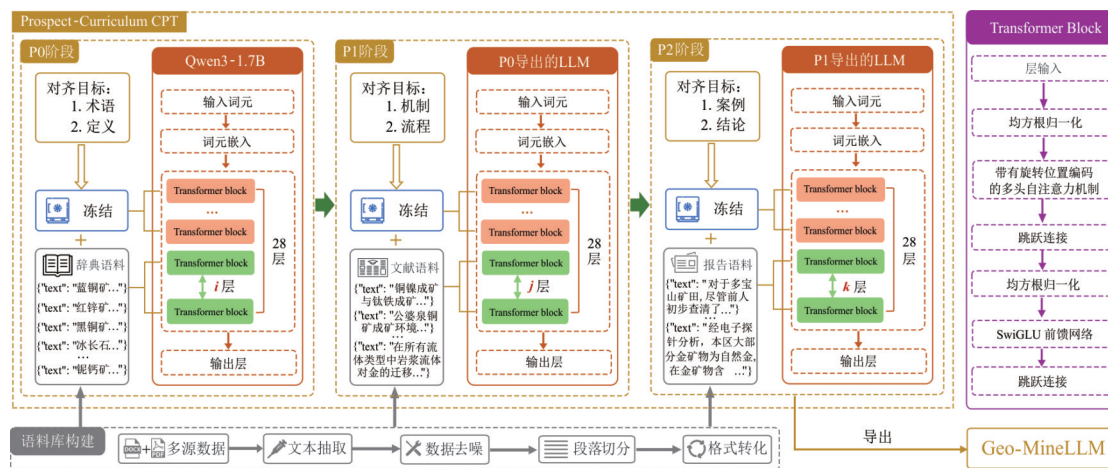 Prospect-Curriculum CPT
P0阶段
对齐目标：
1. 术语
2. 定义
冻结
+
辞典语料
{"text": "蓝铜矿…"}
{"text": "红锌矿…"}
{"text": "黑铜矿…"}
{"text": "冰长石…"}
…
{"text": "铌钙矿…"}
Qwen3-1.7B
输入词元
词元嵌入
Transformer block
…
Transformer block
Transformer block
i 层
Transformer block
28层
输出层
P1阶段
对齐目标：
1. 机制
2. 流程
冻结
+
文献语料
{"text": "铜镍成矿
与钛铁成矿…"}
{"text": "公婆泉铜
矿成矿环境…"}
…
{"text": "在所有流
体类型中岩浆流体
对金的迁移…"}
P0导出的LLM
输入词元
词元嵌入
Transformer block
…
Transformer block
Transformer block
j 层
Transformer block
28层
输出层
P2阶段
对齐目标：
1. 案例
2. 结论
冻结
+
报告语料
{"text": "对于多宝
山矿田, 尽管前人
初步查清了…"}
…
{"text": "经电子探
针分析，本区大部
分金矿物为自然金,
在金矿物含 …"}
P1导出的LLM
输入词元
词元嵌入
Transformer block
…
Transformer block
Transformer block
k 层
Transformer block
28层
输出层
Transformer Block
层输入
均方根归一化
带有旋转位置编码
的多头自注意力机制
跳跃连接
均方根归一化
SwiGLU 前馈网络
跳跃连接
语料库构建
DOCX + PDF 多源数据
文本抽取
数据去噪
段落切分
格式转化
导出
Geo-MineLLM